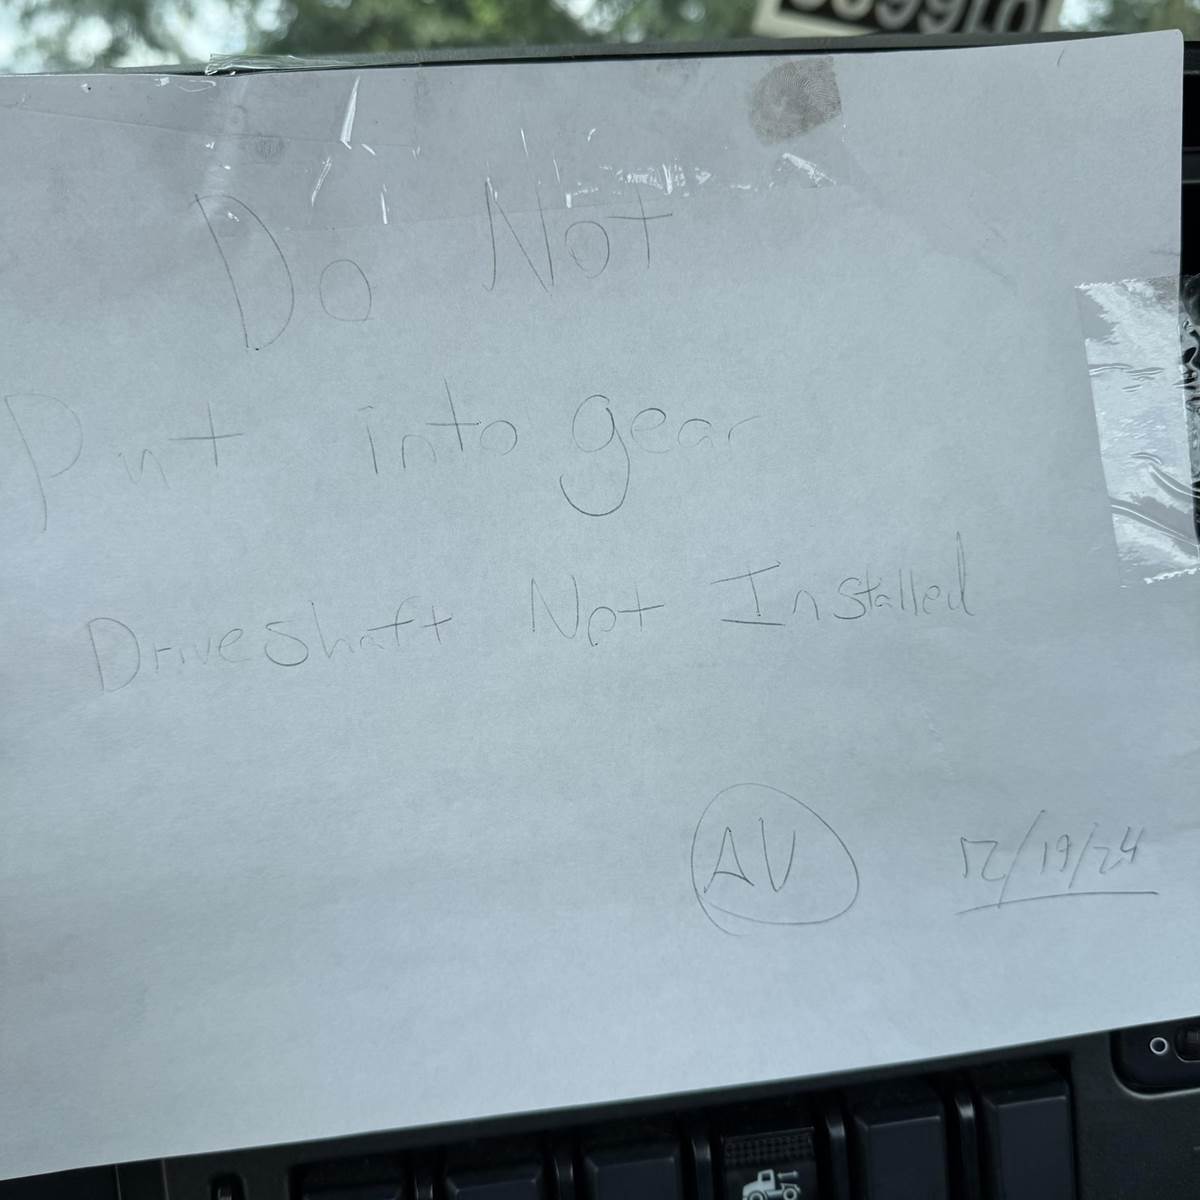 Do Not
Put into gear
Driveshaft Not Installed
AV 12/19/24